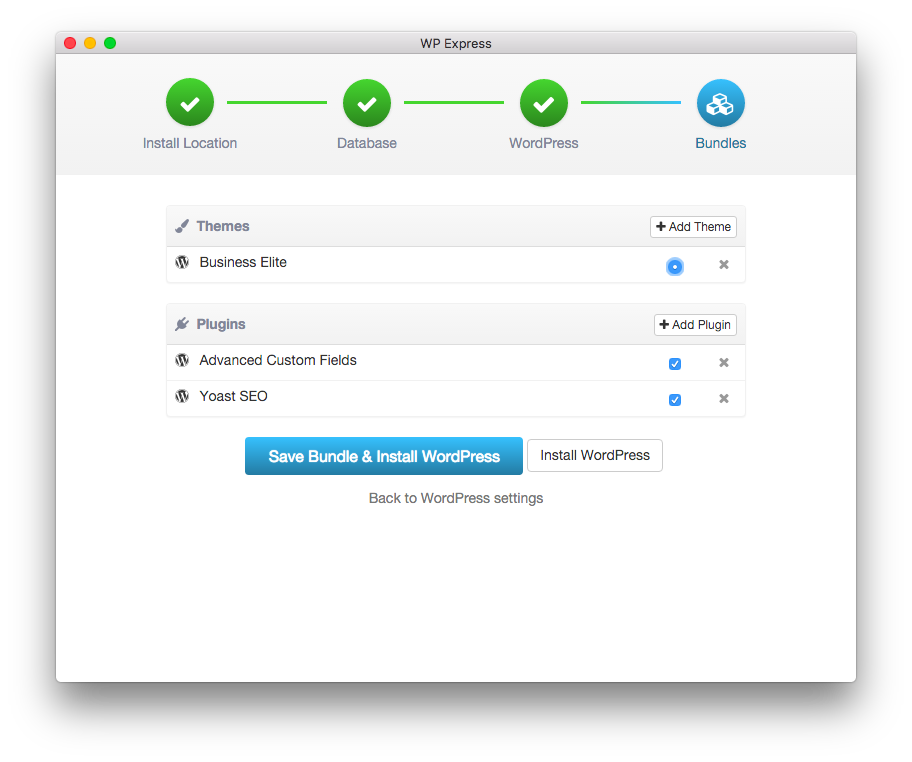 WP Express
Install Location
Database
WordPress
Bundles
Themes
Add Theme
Business Elite
Plugins
Add Plugin
Advanced Custom Fields
Yoast SEO
Save Bundle & Install WordPress
Install WordPress
Back to WordPress settings